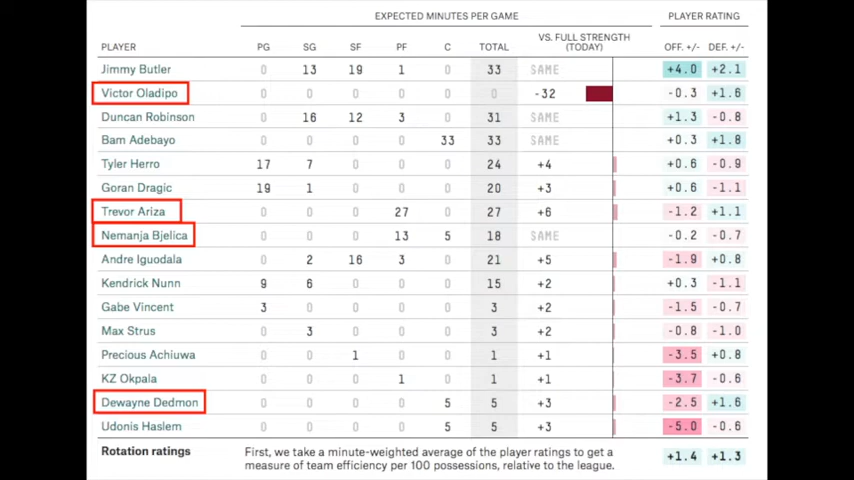 EXPECTED MINUTES PER GAME PLAYER RATING
PLAYER PG SG SF PF C TOTAL VS. FULL STRENGTH (TODAY) OFF. +/- DEF. +/-
Jimmy Butler 0 13 19 1 0 33 SAME +4.0 +2.1
Victor Oladipo 0 0 0 0 0 0 -32 -0.3 +1.6
Duncan Robinson 0 16 12 3 0 31 SAME +1.3 -0.8
Bam Adebayo 0 0 0 0 33 33 SAME +0.3 +1.8
Tyler Herro 17 7 0 0 0 24 +4 +0.6 -0.9
Goran Dragic 19 1 0 0 0 20 +3 +0.6 -1.1
Trevor Ariza 0 0 0 27 0 27 +6 -1.2 +1.1
Nemanja Bjelica 0 0 0 13 5 18 SAME -0.2 -0.7
Andre Iguodala 0 2 16 3 0 21 +5 -1.9 +0.8
Kendrick Nunn 9 6 0 0 0 15 +2 +0.3 -1.1
Gabe Vincent 3 0 0 0 0 3 +2 -1.5 -0.7
Max Strus 0 3 0 0 0 3 +2 -0.8 -1.0
Precious Achiuwa 0 0 1 0 0 1 +1 -3.5 +0.8
KZ Okpala 0 0 0 1 0 1 +1 -3.7 -0.6
Dewayne Dedmon 0 0 0 0 5 5 +3 -2.5 +1.6
Udonis Haslem 0 0 0 0 5 5 +3 -5.0 -0.6
Rotation ratings First, we take a minute-weighted average of the player ratings to get a +1.4 +1.3
measure of team efficiency per 100 possessions, relative to the league.